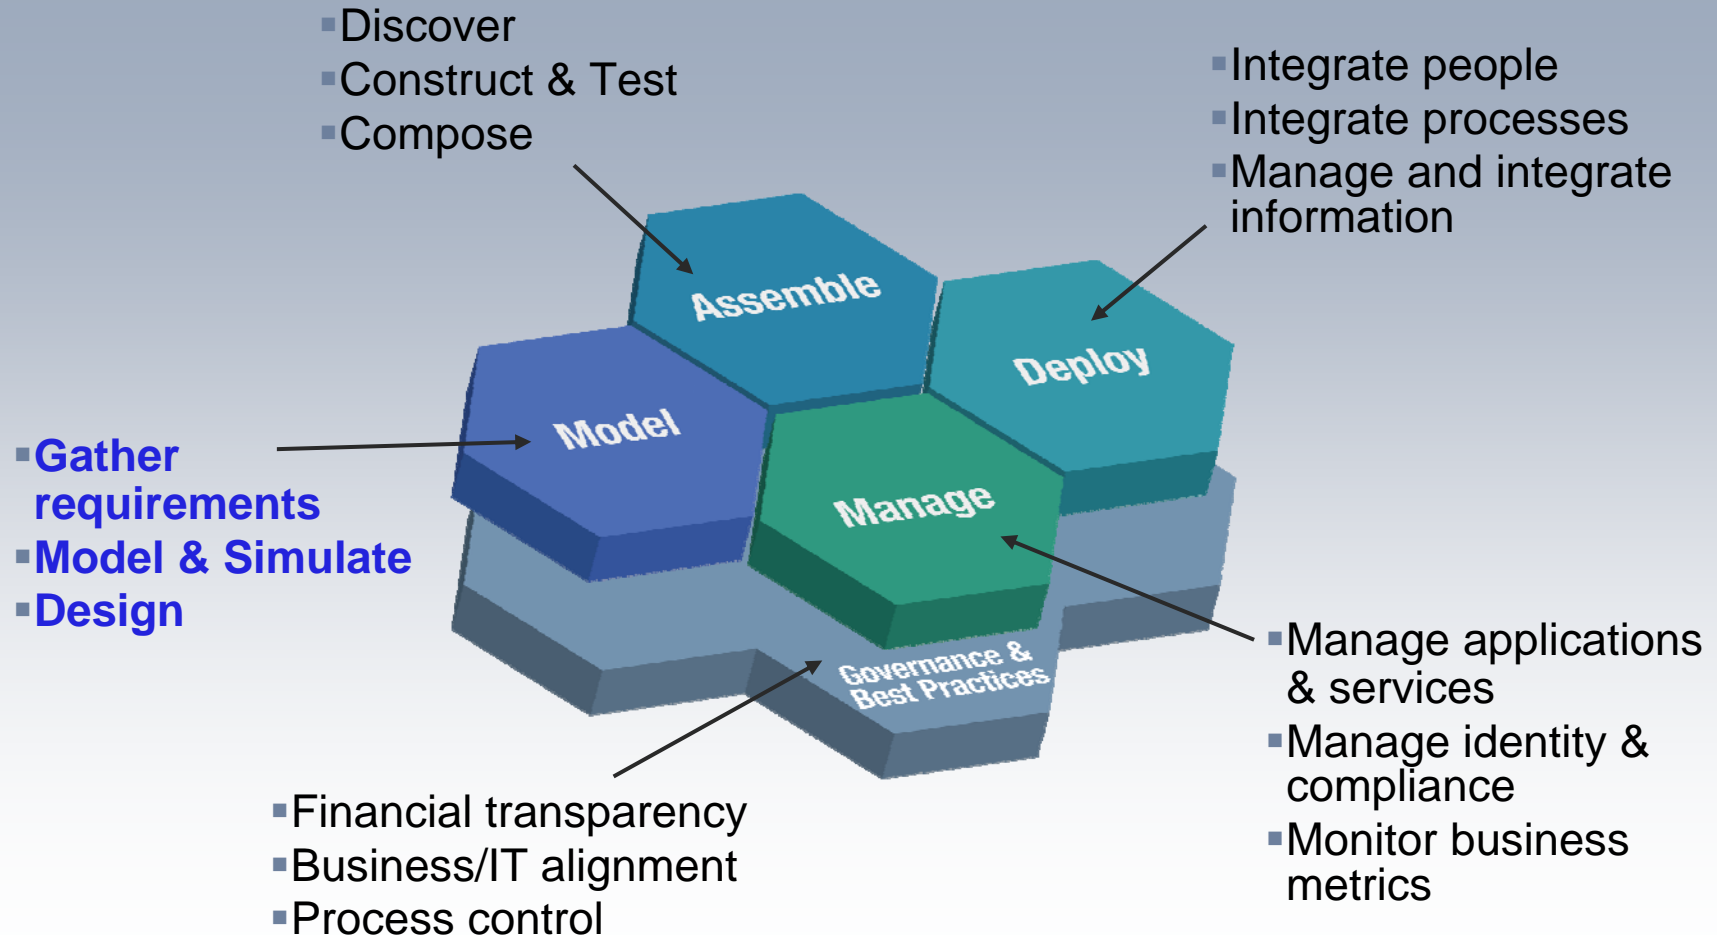 ▪Discover
▪Construct & Test
▪Compose
▪Integrate people
▪Integrate processes
▪Manage and integrate
information
Assemble
Deploy
Model
Manage
▪Gather
requirements
▪Model & Simulate
▪Design
Governance &
Best Practices
▪Manage applications
& services
▪Manage identity &
compliance
▪Monitor business
metrics
▪Financial transparency
▪Business/IT alignment
▪Process control